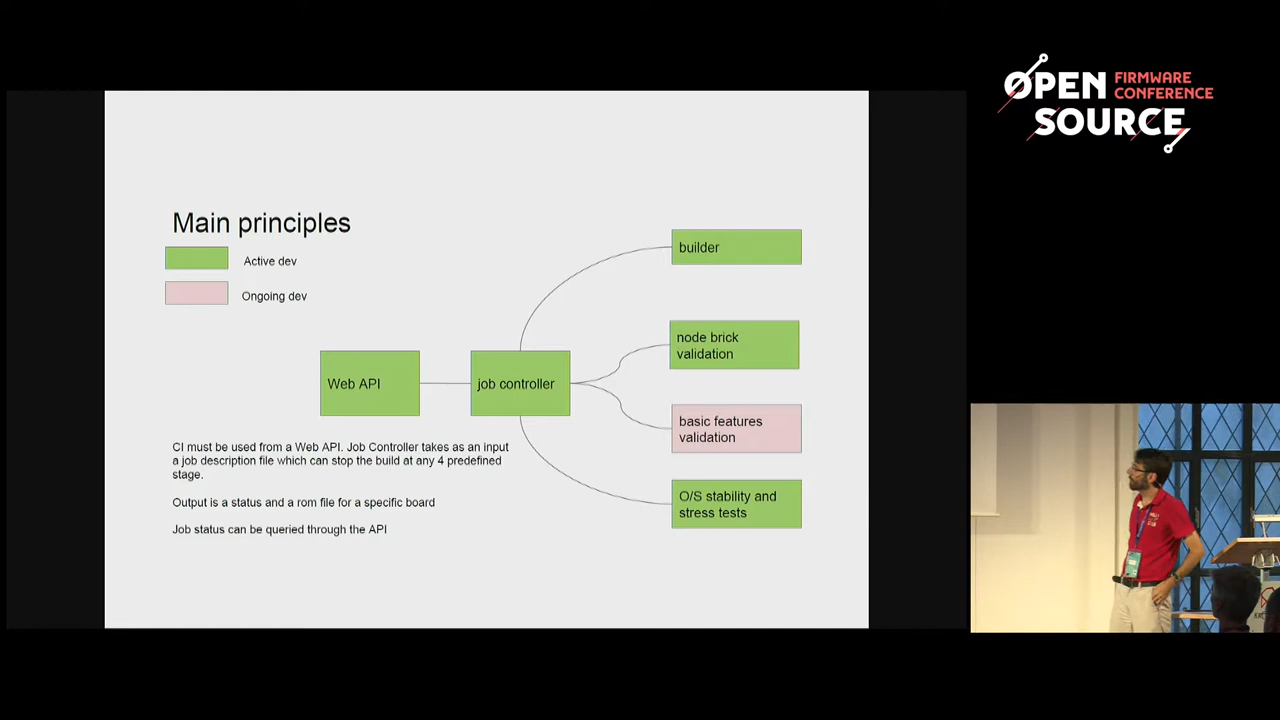 OPEN
FIRMWARE
CONFERENCE
SOURCE
Main principles
Active dev
Ongoing dev
builder
node brick
validation
Web API
job controller
basic features
validation
O/S stability and
stress tests
CI must be used from a Web API. Job Controller takes as an input
a job description file which can stop the build at any 4 predefined
stage.
Output is a status and a rom file for a specific board
Job status can be queried through the API